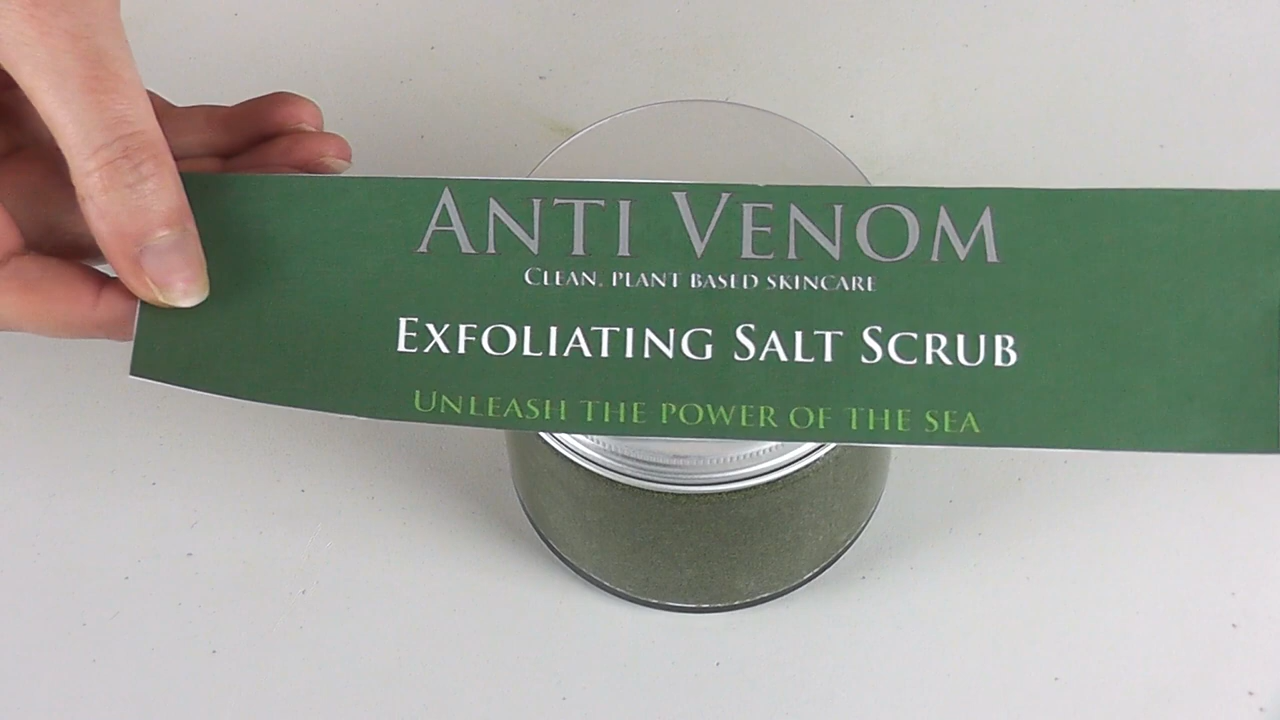 ANTI VENOM
CLEAN, PLANT BASED SKINCARE
EXFOLIATING SALT SCRUB
UNLEASH THE POWER OF THE SEA